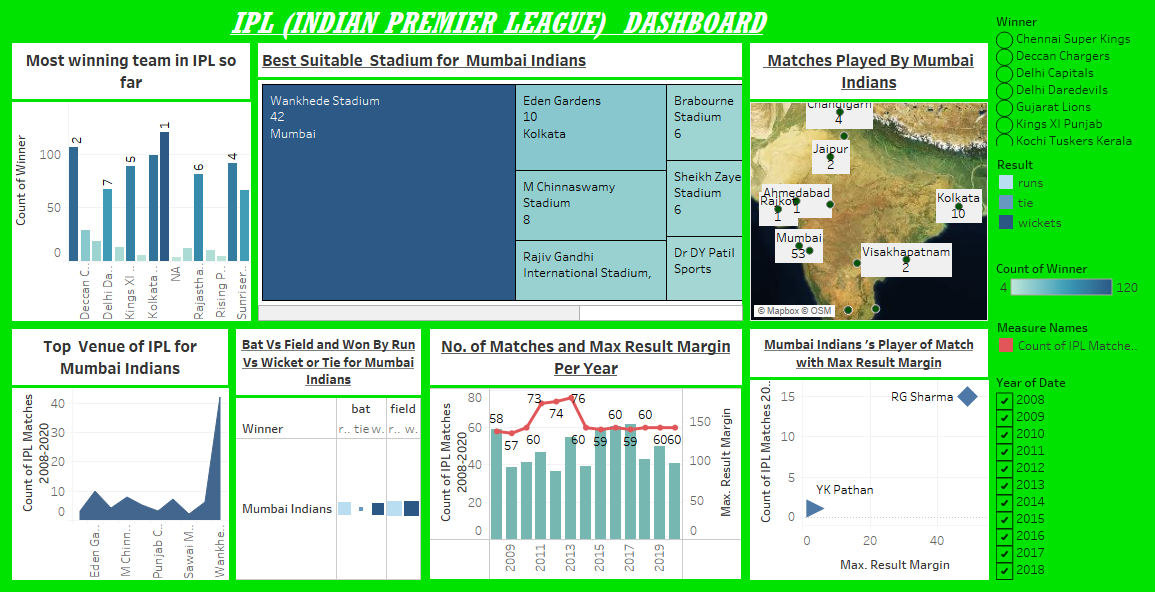 IPL (INDIAN PREMIER LEAGUE) DASHBOARD
Most winning team in IPL so
far
Count of Winner
100
50
0
2
7
5
1
6
4
Deccan C..
Delhi Da..
Kings XI ..
Kolkata ..
NA
Rajastha..
Rising P..
Sunriser..
Best Suitable Stadium for Mumbai Indians
Wankhede Stadium
42
Mumbai
Eden Gardens
10
Kolkata
M Chinnaswamy
Stadium
8
Rajiv Gandhi
International Stadium,
Brabourne
Stadium
6
Sheikh Zaye
Stadium
6
Dr DY Patil
Sports
Matches Played By Mumbai
Indians
Chandigarh
4
Jaipur
2
Ahmedabad
1
Rajkot
1
Kolkata
10
Mumbai
53
Visakhapatnam
2
© Mapbox © OSM
Winner
Chennai Super Kings
Deccan Chargers
Delhi Capitals
Delhi Daredevils
Gujarat Lions
Kings XI Punjab
Kochi Tuskers Kerala
Result
runs
tie
wickets
Count of Winner
4
120
Measure Names
Count of IPL Matche..
Year of Date
2008
2009
2010
2011
2012
2013
2014
2015
2016
2017
2018
Top Venue of IPL for
Mumbai Indians
Count of IPL Matches
2008-2020
40
30
20
10
0
Eden Ga..
M Chinn..
Punjab C..
Sawai M..
Wankhe..
Bat Vs Field and Won By Run
Vs Wicket or Tie for Mumbai
Indians
bat
field
Winner
r.. tie w.. r.. w..
Mumbai Indians
No. of Matches and Max Result Margin
Per Year
Count of IPL Matches
2008-2020
80
60
40
20
0
58
57
60
73
74
76
60
59
60
59
60
60
60
150
100
50
0
Max. Result Margin
2009
2011
2013
2015
2017
2019
Mumbai Indians 's Player of Match
with Max Result Margin
Count of IPL Matches 20..
15
10
5
0
RG Sharma
YK Pathan
0
20
40
Max. Result Margin